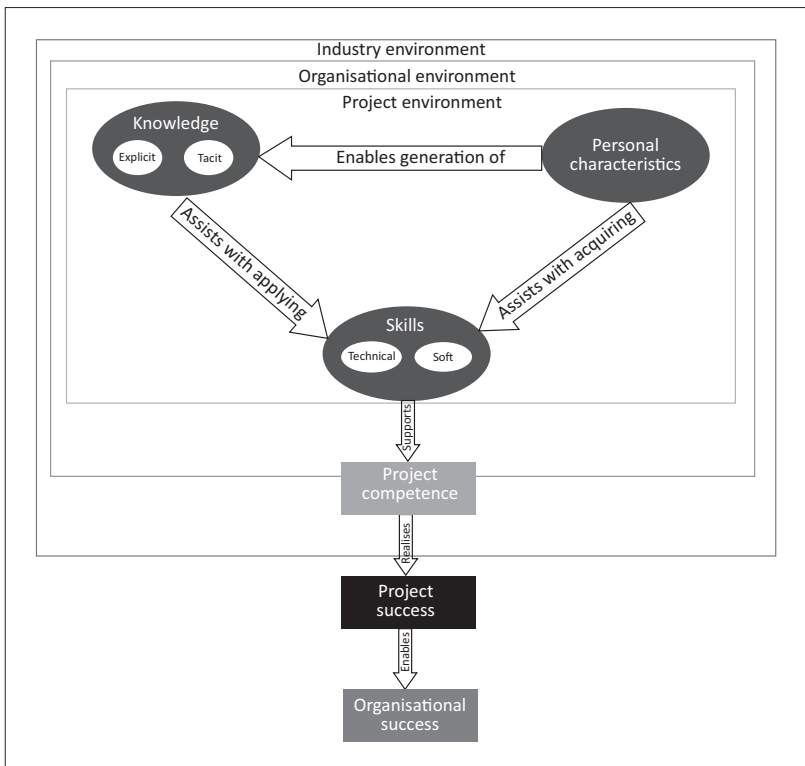 Industry environment
Organisational environment
Project environment
Knowledge
Explicit
Tacit
Enables generation of
Personal
characteristics
Assists with applying
Assists with acquiring
Skills
Technical
Soft
Supports
Project
competence
Realises
Project
success
Enables
Organisational
success